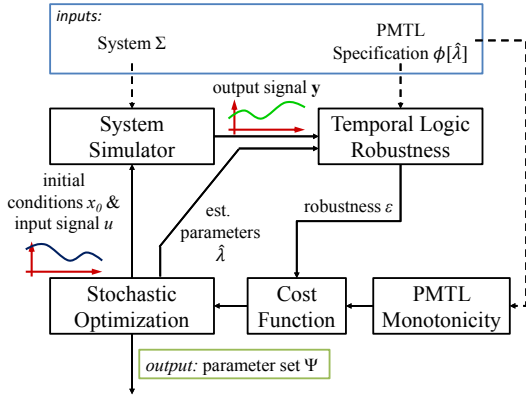 inputs:
System Σ
PMTL
Specification ϕ[λ̂]
output signal y
System
Simulator
Temporal Logic
Robustness
initial
conditions x₀ &
input signal u
est.
parameters
λ̂
robustness ε
Stochastic
Optimization
Cost
Function
PMTL
Monotonicity
output: parameter set Ψ